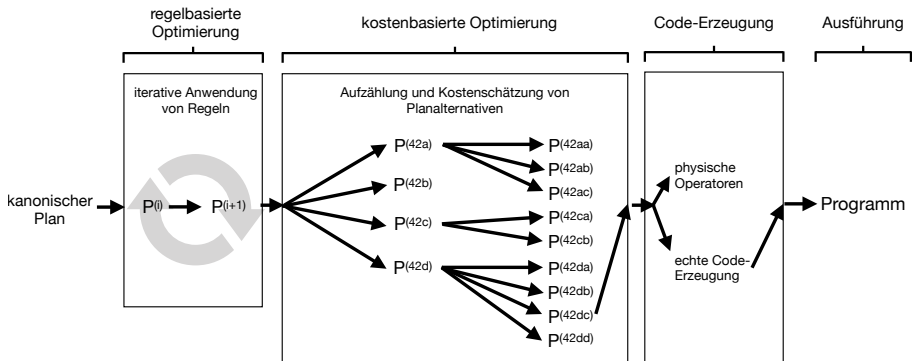 regelbasierte
Optimierung
kostenbasierte Optimierung
Code-Erzeugung
Ausführung
iterative Anwendung
von Regeln
Aufzählung und Kostenschätzung von
Planalternativen
kanonischer
Plan
P(i)
P(i+1)
P(42a)
P(42b)
P(42c)
P(42d)
P(42aa)
P(42ab)
P(42ac)
P(42ca)
P(42cb)
P(42da)
P(42db)
P(42dc)
P(42dd)
physische
Operatoren
echte Code-
Erzeugung
Programm